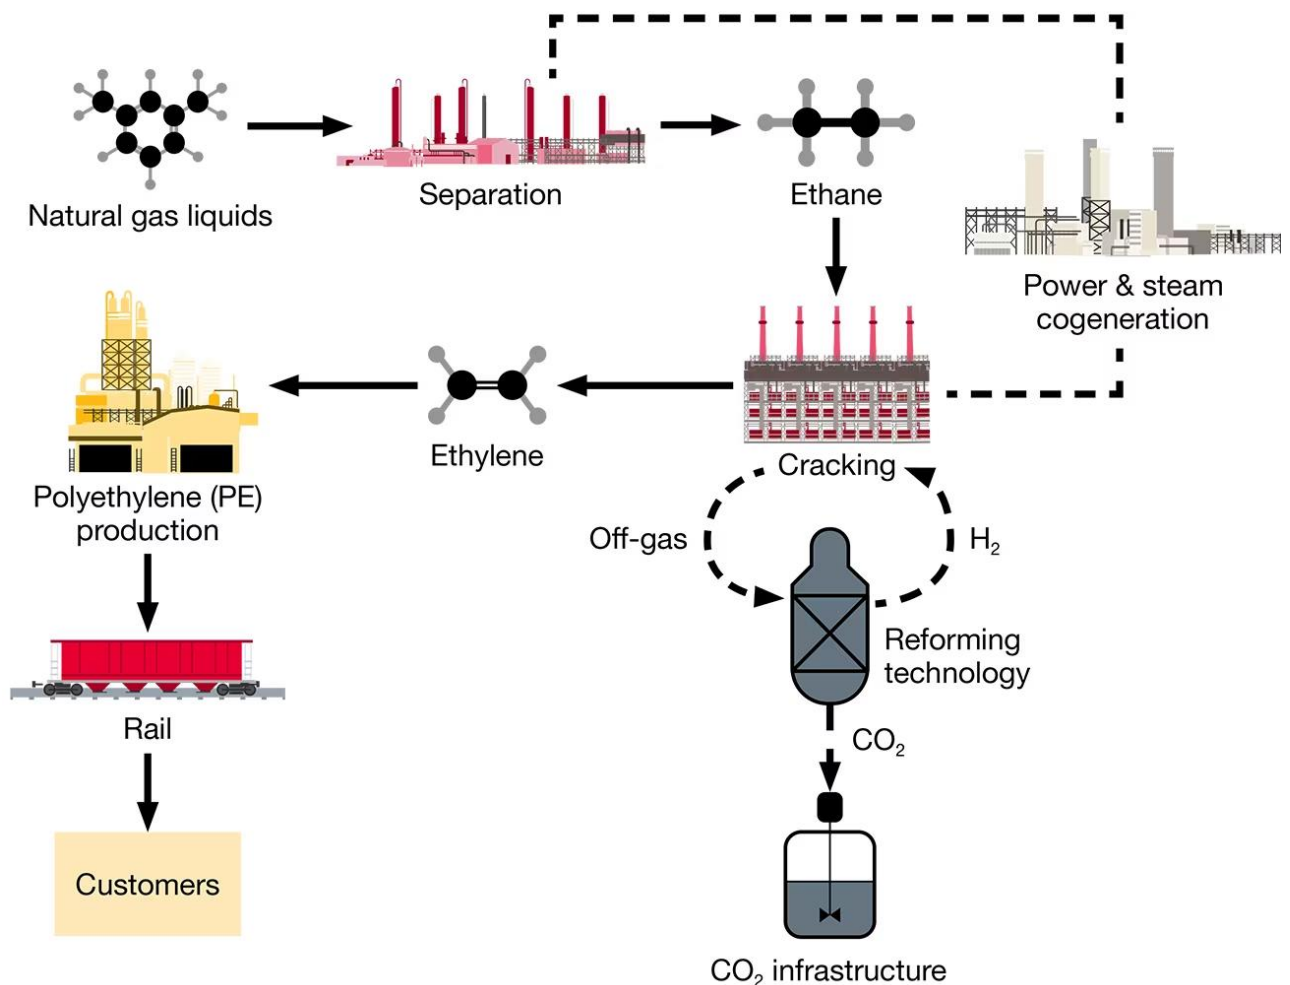 Natural gas liquids
Separation
Ethane
Power & steam
cogeneration
Polyethylene (PE)
production
Ethylene
Cracking
Off-gas
H₂
Reforming
technology
Rail
CO₂
Customers
CO₂ infrastructure